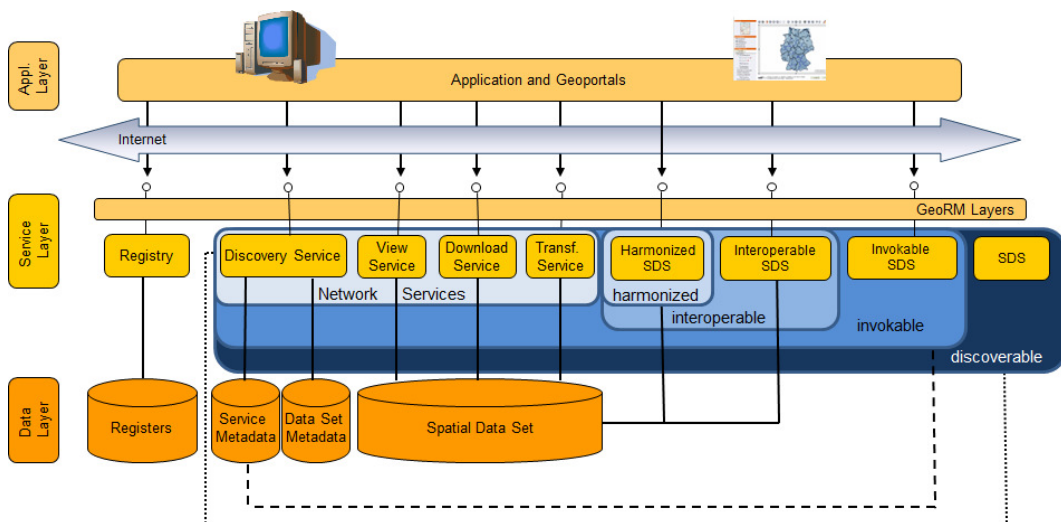 Appl.
Layer
Application and Geoportals
Internet
GeoRM Layers
Service
Layer
Registry
Discovery Service
View
Service
Download
Service
Transf.
Service
Harmonized
SDS
Interoperable
SDS
Invokable
SDS
SDS
Network Services
harmonized
interoperable
invokable
discoverable
Data
Layer
Registers
Service
Metadata
Data Set
Metadata
Spatial Data Set